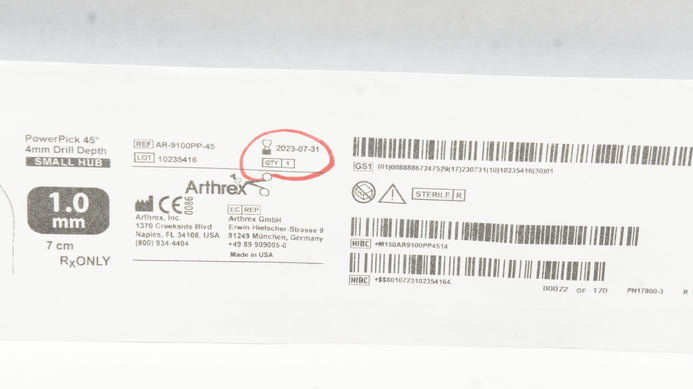 PowerPick 45°
4mm Drill Depth
SMALL HUB
1.0
mm
7 cm
RxONLY
REF AR-9100PP-45
LOT 10235416
2023-07-31
QTY 1
Arthrex
CE 0086
Arthrex, Inc.
1370 Creekside Blvd
Naples, FL 34108, USA
(800) 934 4404
EC REP
Arthrex GmbH
Erwin-Hielscher-Strasse 9
81249 München, Germany
+49 89 909005-0
Made in USA
GS1 (01)00888867247529(17)230731(10)10235416(30)01
STERILE R
HIBC +M150AR9100PP4514
HIBC +$$8010723102354164.
00072 OF 170 PN17800-3 R